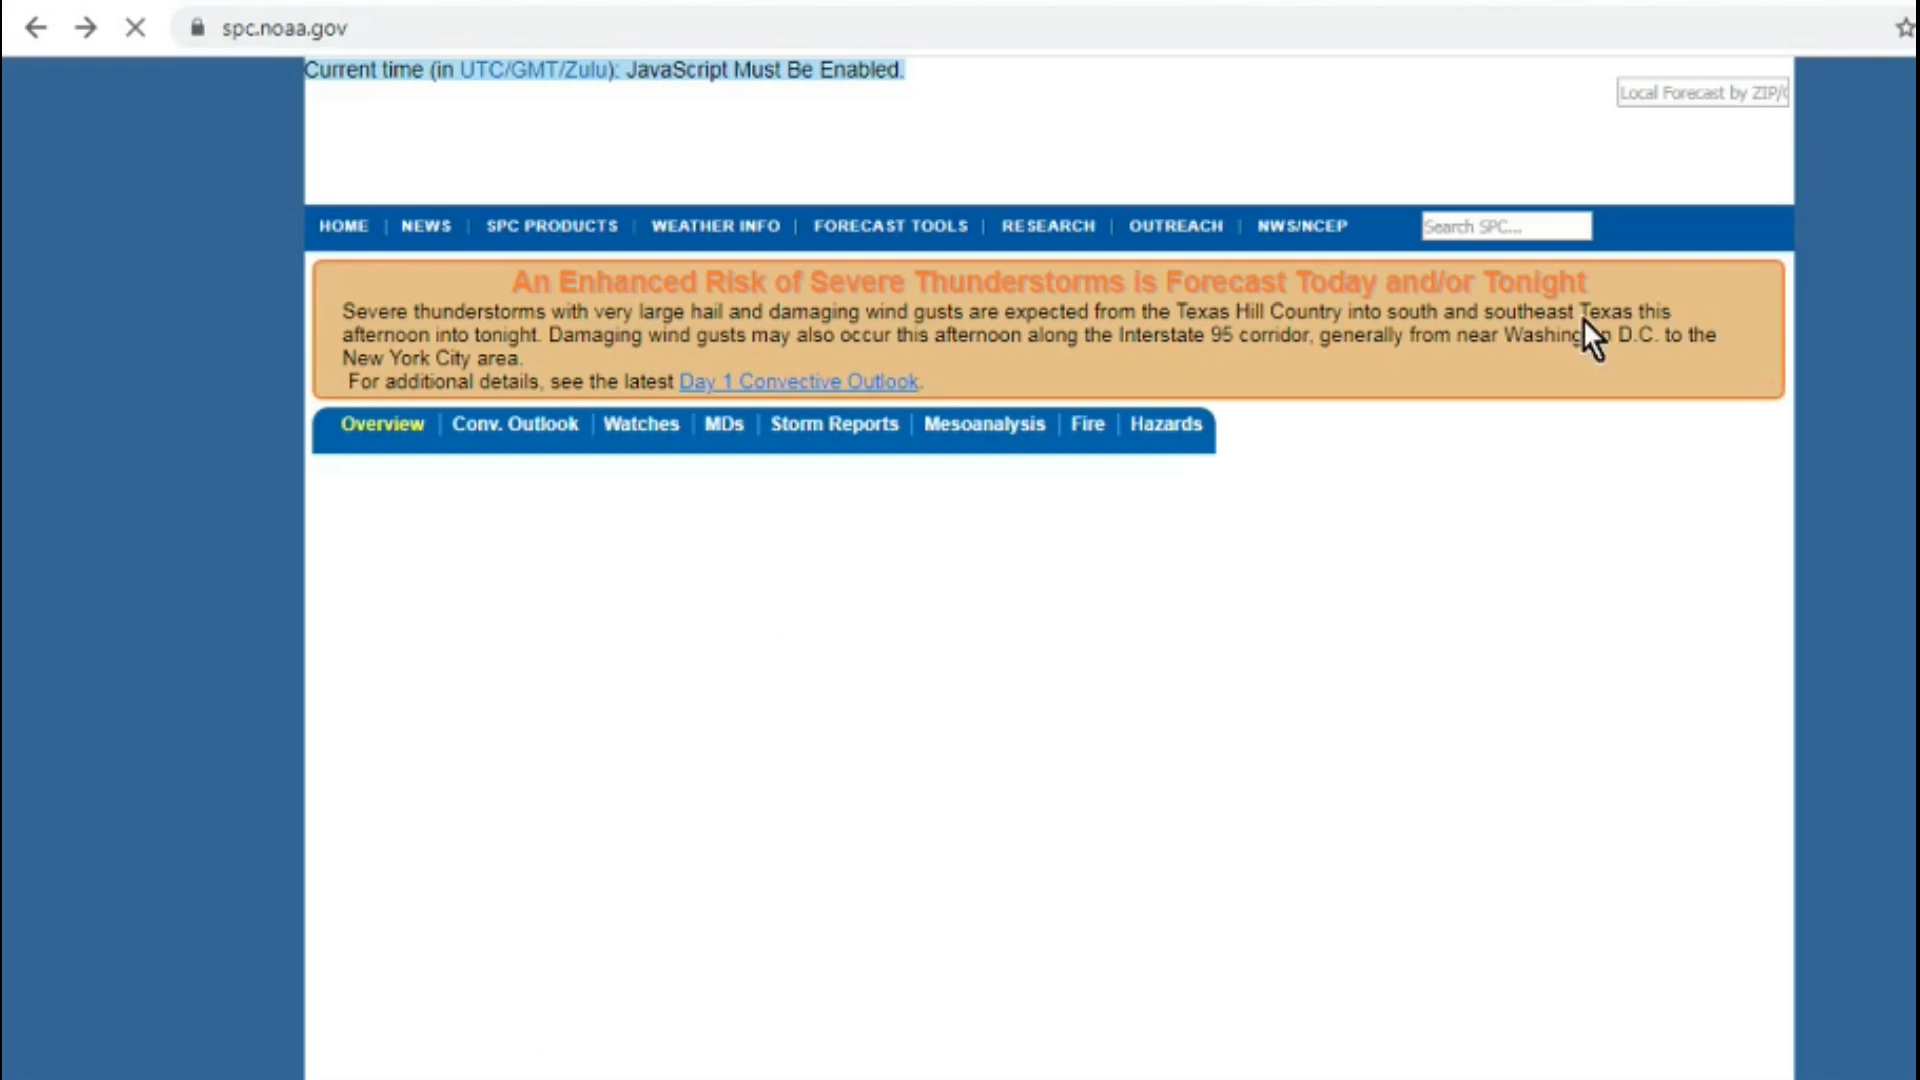 spc.noaa.gov
Current time (in UTC/GMT/Zulu): JavaScript Must Be Enabled.
Local Forecast by ZIP/
HOME | NEWS | SPC PRODUCTS | WEATHER INFO | FORECAST TOOLS | RESEARCH | OUTREACH | NWS/NCEP
Search SPC...
An Enhanced Risk of Severe Thunderstorms is Forecast Today and/or Tonight
Severe thunderstorms with very large hail and damaging wind gusts are expected from the Texas Hill Country into south and southeast Texas this
afternoon into tonight. Damaging wind gusts may also occur this afternoon along the Interstate 95 corridor, generally from near Washington D.C. to the
New York City area.
For additional details, see the latest Day 1 Convective Outlook.
Overview | Conv. Outlook | Watches | MDs | Storm Reports | Mesoanalysis | Fire | Hazards